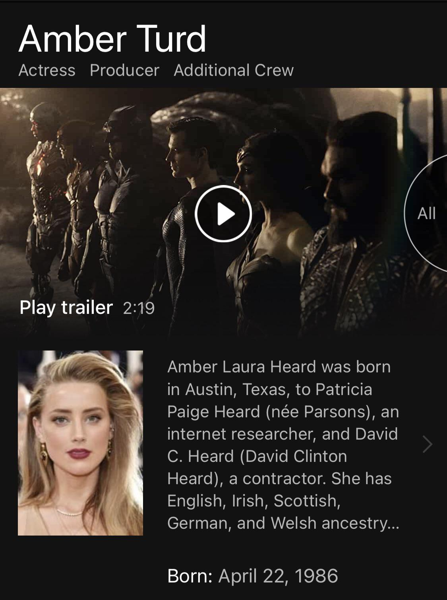 Amber Turd
Actress Producer Additional Crew
All
Play trailer 2:19
Amber Laura Heard was born
in Austin, Texas, to Patricia
Paige Heard (née Parsons), an
internet researcher, and David
C. Heard (David Clinton
Heard), a contractor. She has
English, Irish, Scottish,
German, and Welsh ancestry...
Born: April 22, 1986